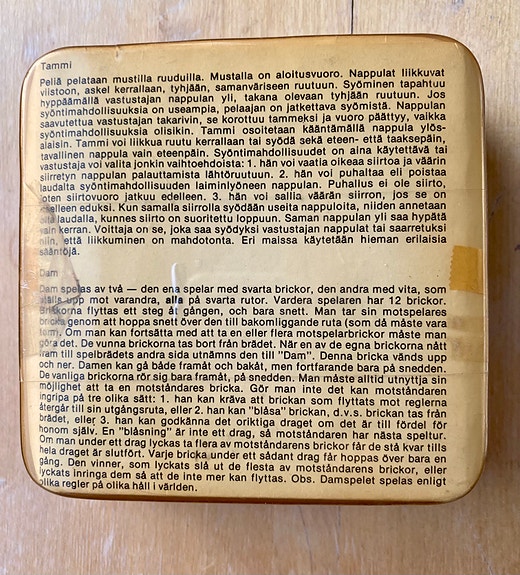 Tammi
Peliä pelataan mustilla ruuduilla. Mustalla on aloitusvuoro. Nappulat liikkuvat
viistoon, askel kerrallaan, tyhjään, samanväriseen ruutuun. Syöminen tapahtuu
hyppäämällä vastustajan nappulan yli, takana olevaan tyhjään ruutuun. Jos
syöntimahdollisuuksia on useampia, pelaajan on jatkettava syömistä. Nappulan
saavutettua vastustajan takarivin, se korottuu tammeksi ja vuoro päättyy, vaikka
syöntimahdollisuuksia olisikin. Tammi osoitetaan kääntämällä nappula ylös-
alaisin. Tammi voi liikkua ruutu kerrallaan tai syödä sekä eteen- että taaksepäin,
tavallinen nappula vain eteenpäin. Syöntimahdollisuudet on aina käytettävä tai
vastustaja voi valita jonkin vaihtoehdoista: 1. hän voi vaatia oikeaa siirtoa ja väärin
siirretyn nappulan palauttamista lähtöruutuun. 2. hän voi puhaltaa eli poistaa
laudalta syöntimahdollisuuden laiminlyöneen nappulan. Puhallus ei ole siirto,
joten siirtovuoro jatkuu edelleen. 3. hän voi sallia väärän siirron, jos se on
hälleen eduksi. Kun samalla siirrolla syödään useita nappuloita, niiden annetaan
olla laudalla, kunnes siirto on suoritettu loppuun. Saman nappulan yli saa hypätä
vain kerran. Voittaja on se, joka saa syödyksi vastustajan nappulat tai saarretuksi
niin, että liikkuminen on mahdotonta. Eri maissa käytetään hieman erilaisia
sääntöjä.
Dam
Dam spelas av två — den ena spelar med svarta brickor, den andra med vita, som
ställs upp mot varandra, alla på svarta rutor. Vardera spelaren har 12 brickor.
Brickorna flyttas ett steg åt gången, och bara snett. Man tar sin motspelares
bricka genom att hoppa snett över den till bakomliggande ruta (som då måste vara
tom). Om man kan fortsätta med att ta en eller flera motspelarbrickor måste man
göra det. De vunna brickorna tas bort från brädet. När en av de egna brickorna nått
fram till spelbrädets andra sida utnämns den till "Dam". Denna bricka vänds upp
och ner. Damen kan gå både framåt och bakåt, men fortfarande bara på snedden.
De vanliga brickorna rör sig bara framåt, på snedden. Man måste alltid utnyttja sin
möjlighet att ta en motståndares bricka. Gör man inte det kan motståndaren
ingripa på tre olika sätt: 1. han kan kräva att brickan som flyttats mot reglerna
återgår till sin utgångsruta, eller 2. han kan "blåsa" brickan, d.v.s. brickan tas från
brädet, eller 3. han kan godkänna det oriktiga draget om det är till fördel för
honom själv. En "blåsning" är inte ett drag, så motståndaren har nästa speltur.
Om man under ett drag lyckas ta flera av motståndarens brickor får de stå kvar tills
hela draget är slutfört. Varje bricka under ett sådant drag får hoppas över bara en
gång. Den vinner, som lyckats slå ut de flesta av motståndarens brickor, eller
lyckats inringa dem så att de inte mer kan flyttas. Obs. Damspelet spelas enligt
olika regler på olika håll i världen.